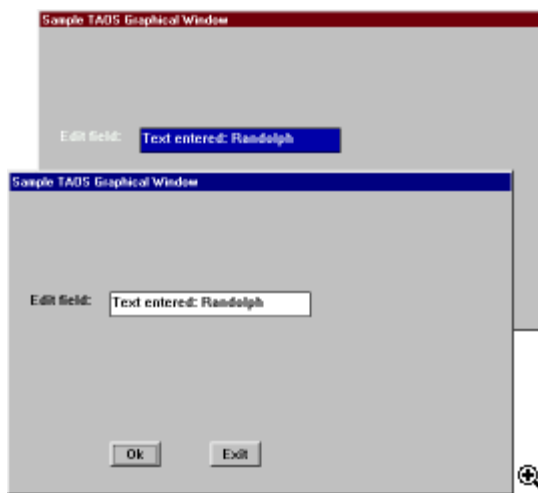 Sample TAOS Graphical Window
Edit field: Text entered: Randolph
Sample TAOS Graphical Window
Edit field: Text entered: Randolph
Ok Exit